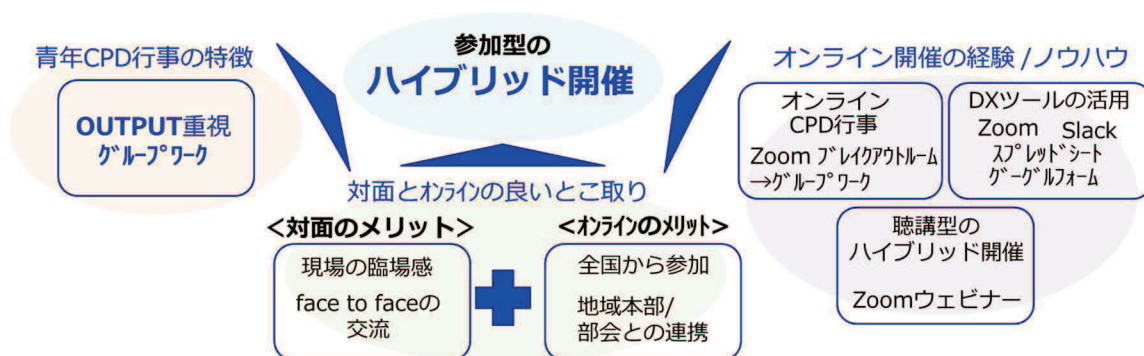 青年CPD行事の特徴
OUTPUT重視
ｸﾞﾙｰﾌﾟﾜｰｸ
参加型の
ハイブリッド開催
対面とｵﾝﾗｲﾝの良いとこ取り
<対面のメリット>
現場の臨場感
face to faceの
交流
<ｵﾝﾗｲﾝのﾒﾘｯﾄ>
全国から参加
地域本部/
部会との連携
オンライン開催の経験/ノウハウ
オンライン
CPD行事
Zoom ﾌﾞﾚｲｸｱｳﾄﾙｰﾑ
→ｸﾞﾙｰﾌﾟﾜｰｸ
DXツールの活用
Zoom Slack
ｽﾌﾟﾚｯﾄﾞｼｰﾄ
ｸﾞｰｸﾞﾙﾌｫｰﾑ
聴講型の
ハイブリッド開催
Zoomウェビナー